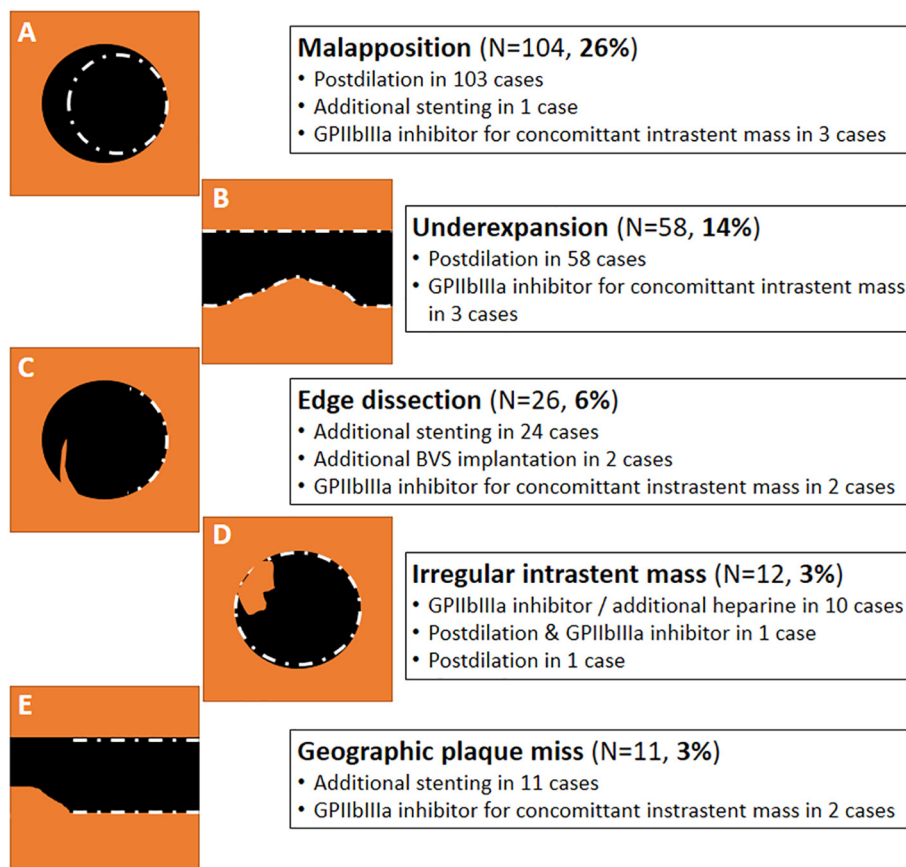 A
Malapposition (N=104, 26%)
• Postdilation in 103 cases
• Additional stenting in 1 case
• GPIIbIIIa inhibitor for concomittant intrastent mass in 3 cases
B
Underexpansion (N=58, 14%)
• Postdilation in 58 cases
• GPIIbIIIa inhibitor for concomittant intrastent mass
in 3 cases
C
Edge dissection (N=26, 6%)
• Additional stenting in 24 cases
• Additional BVS implantation in 2 cases
• GPIIbIIIa inhibitor for concomittant instrastent mass in 2 cases
D
Irregular intrastent mass (N=12, 3%)
• GPIIbIIIa inhibitor / additional heparine in 10 cases
• Postdilation & GPIIbIIIa inhibitor in 1 case
• Postdilation in 1 case
E
Geographic plaque miss (N=11, 3%)
• Additional stenting in 11 cases
• GPIIbIIIa inhibitor for concomittant instrastent mass in 2 cases